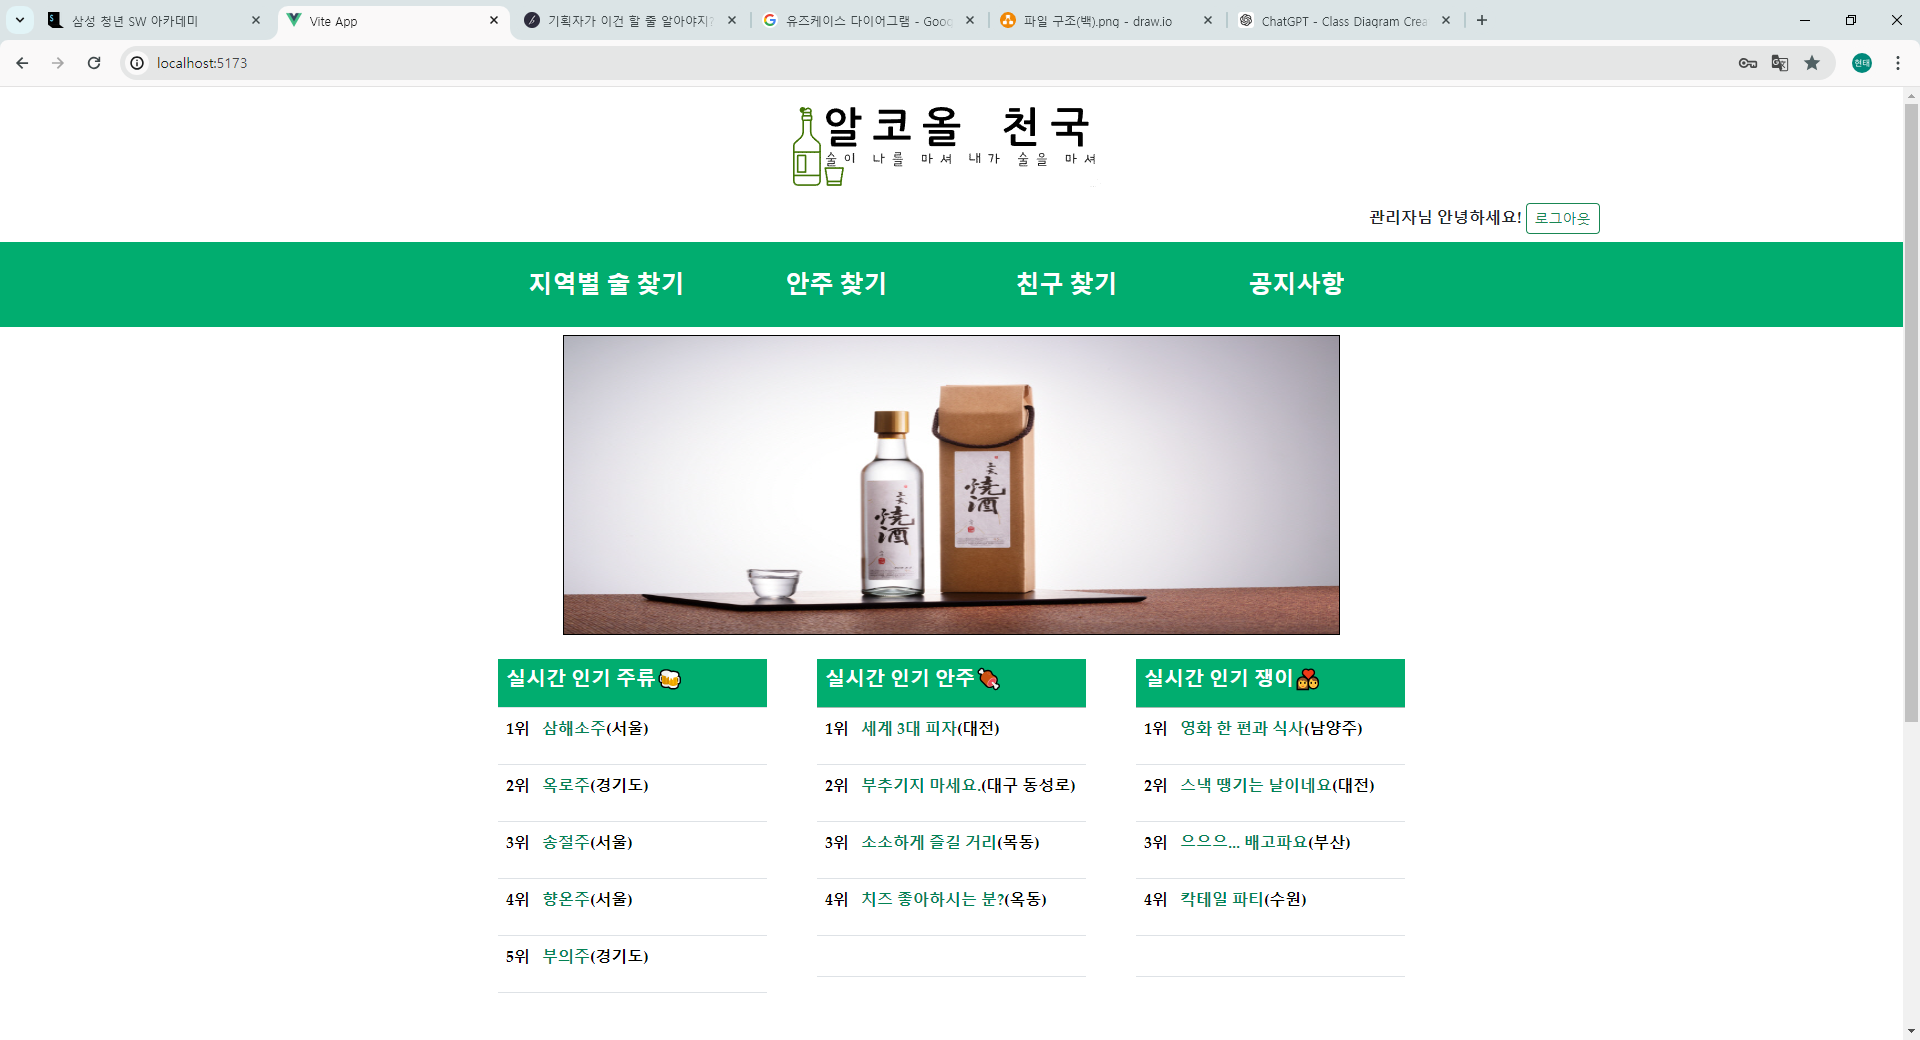 삼성 청년 SW 아카데미
Vite App
기획자가 이건 할 줄 알아야지?
유즈케이스 다이어그램 - Goog
파일 구조(백).png - draw.io
ChatGPT - Class Diagram Crea
localhost:5173
현태
알코올 천국
술이 나를 마셔 내가 술을 마셔
관리자님 안녕하세요! 로그아웃
지역별 술 찾기 안주 찾기 친구 찾기 공지사항
燒酒
燒酒
실시간 인기 주류
1위 삼해소주(서울)
2위 옥로주(경기도)
3위 송절주(서울)
4위 향온주(서울)
5위 부의주(경기도)
실시간 인기 안주
1위 세계 3대 피자(대전)
2위 부추기지 마세요.(대구 동성로)
3위 소소하게 즐길 거리(목동)
4위 치즈 좋아하시는 분?(옥동)
실시간 인기 쟁이
1위 영화 한 편과 식사(남양주)
2위 스낵 땡기는 날이네요(대전)
3위 으으으... 배고파요(부산)
4위 칵테일 파티(수원)